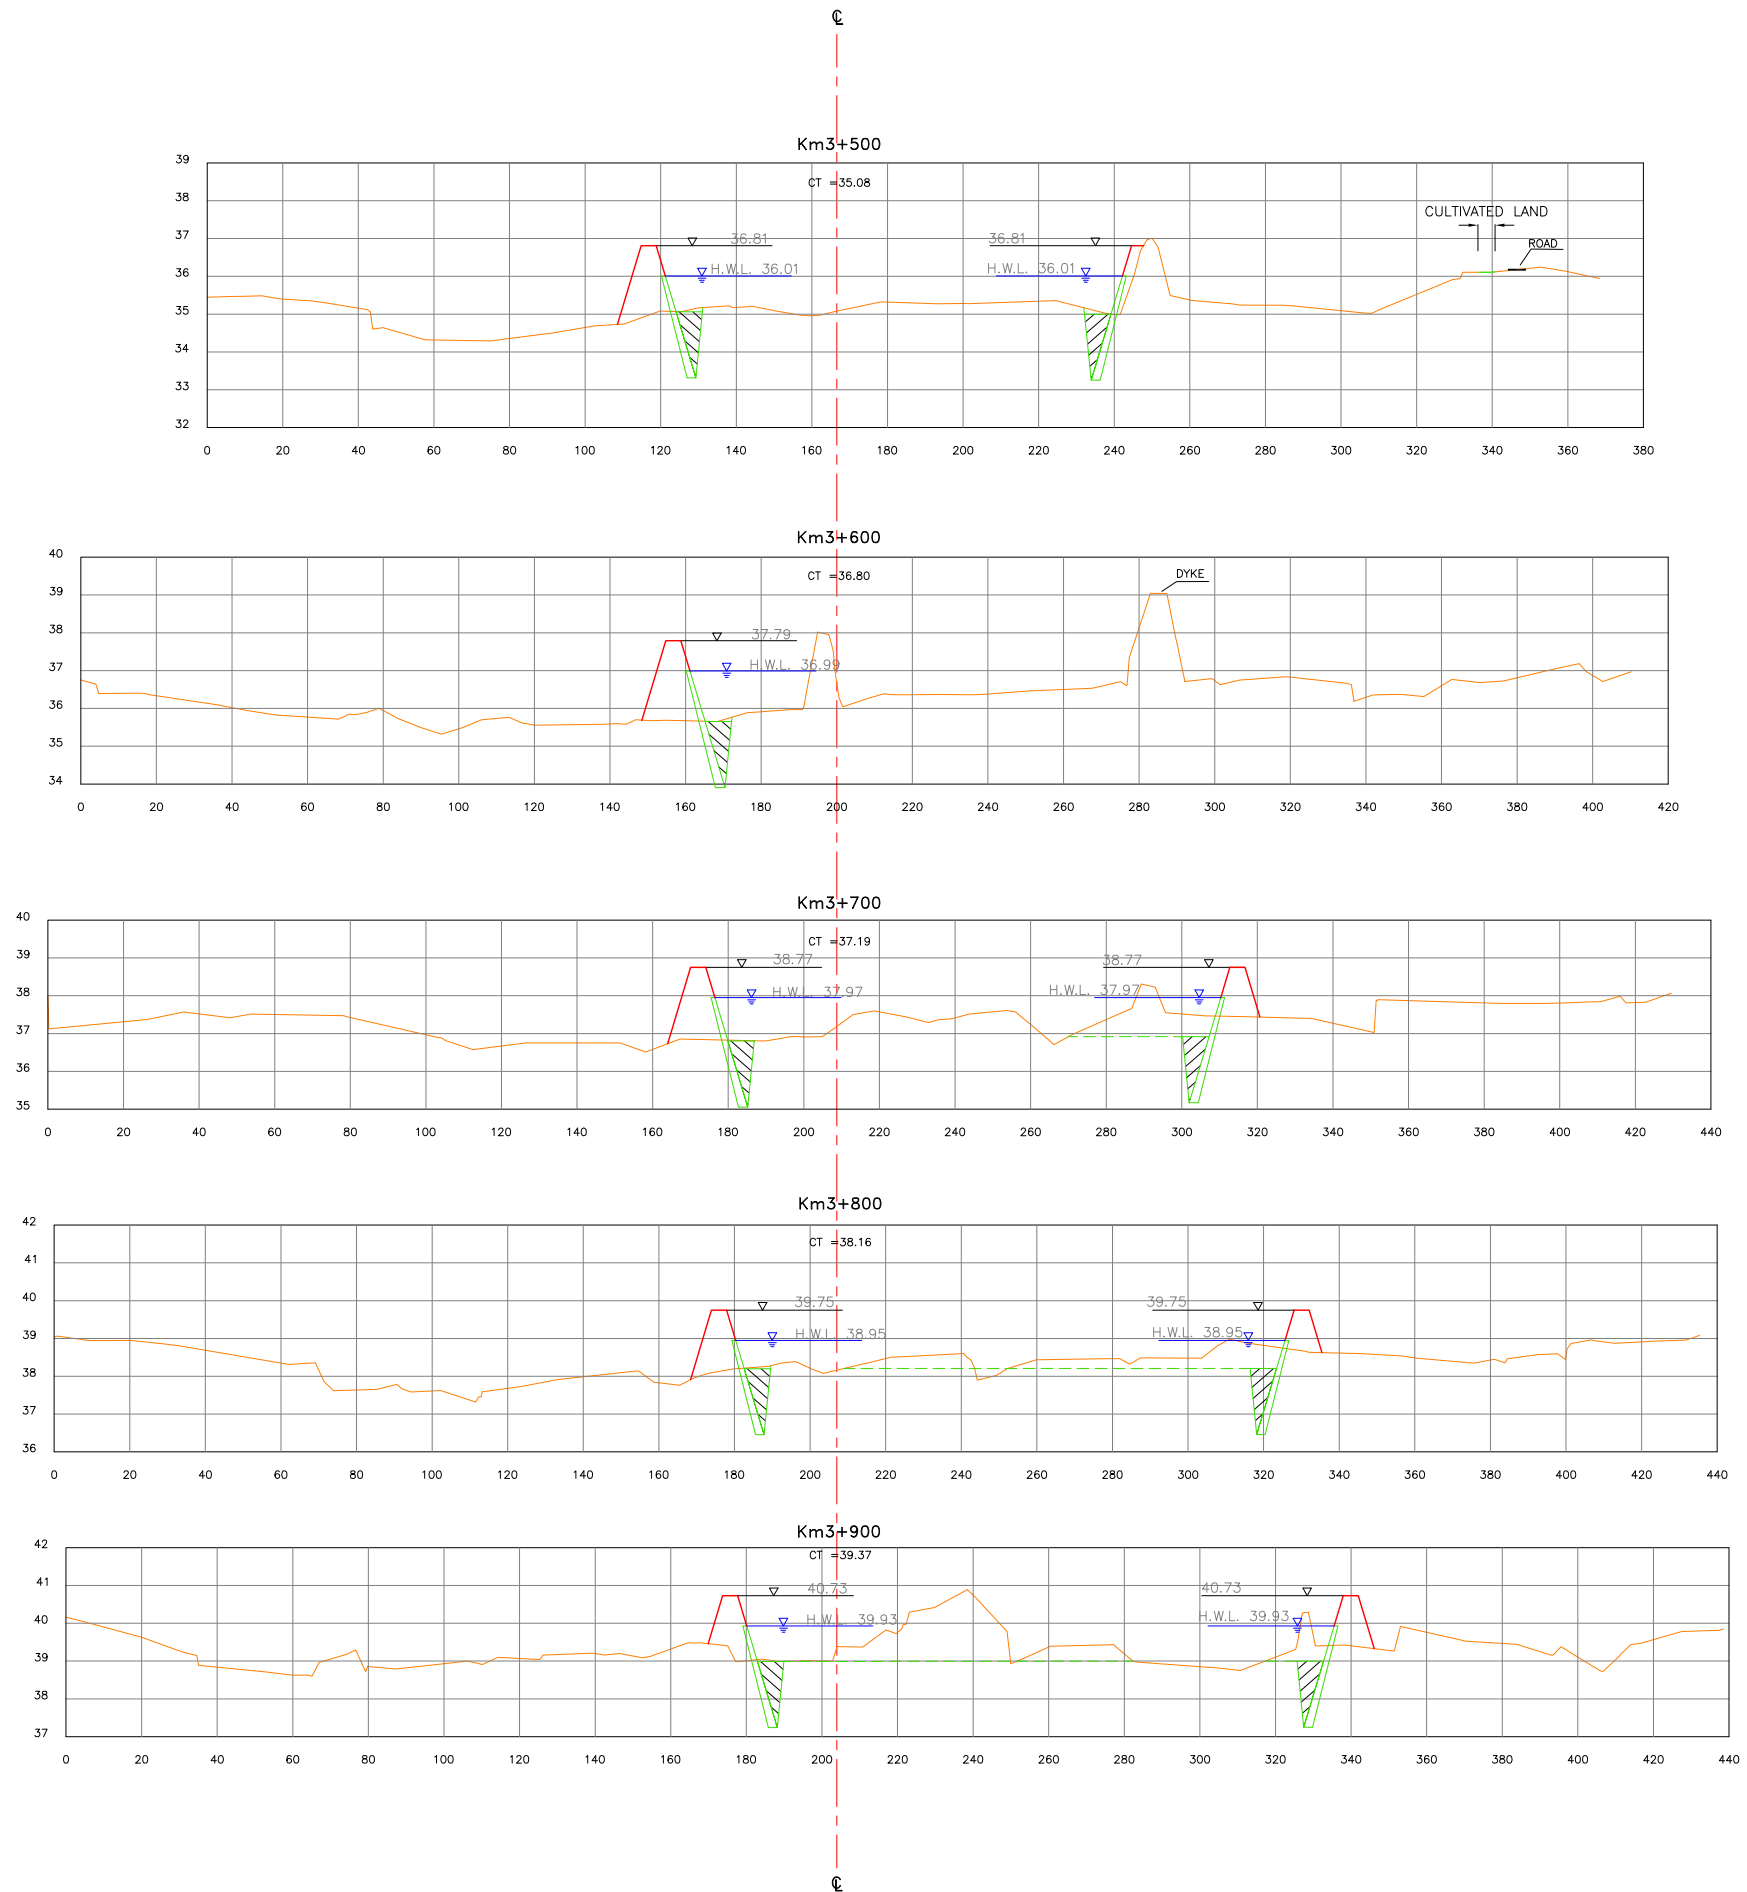 ℄
Km3+500
39
CT =35.08
38
CULTIVATED LAND
37
36.81
36.81
ROAD
H.W.L. 36.01
H.W.L. 36.01
36
35
34
33
32
0 20 40 60 80 100 120 140 160 180 200 220 240 260 280 300 320 340 360 380
Km3+600
40
CT =36.80
DYKE
39
38
37.79
37
H.W.L. 36.99
36
35
34
0 20 40 60 80 100 120 140 160 180 200 220 240 260 280 300 320 340 360 380 400 420
Km3+700
40
CT =37.19
39
38.77
38.77
38
H.W.L. 37.97
H.W.L. 37.97
37
36
35
0 20 40 60 80 100 120 140 160 180 200 220 240 260 280 300 320 340 360 380 400 420 440
Km3+800
42
CT =38.16
41
40
39.75
39.75
39
H.W.L. 38.95
H.W.L. 38.95
38
37
36
0 20 40 60 80 100 120 140 160 180 200 220 240 260 280 300 320 340 360 380 400 420 440
Km3+900
42
CT =39.37
41
40.73
40.73
40
H.W.L. 39.93
H.W.L. 39.93
39
38
37
0 20 40 60 80 100 120 140 160 180 200 220 240 260 280 300 320 340 360 380 400 420 440
℄